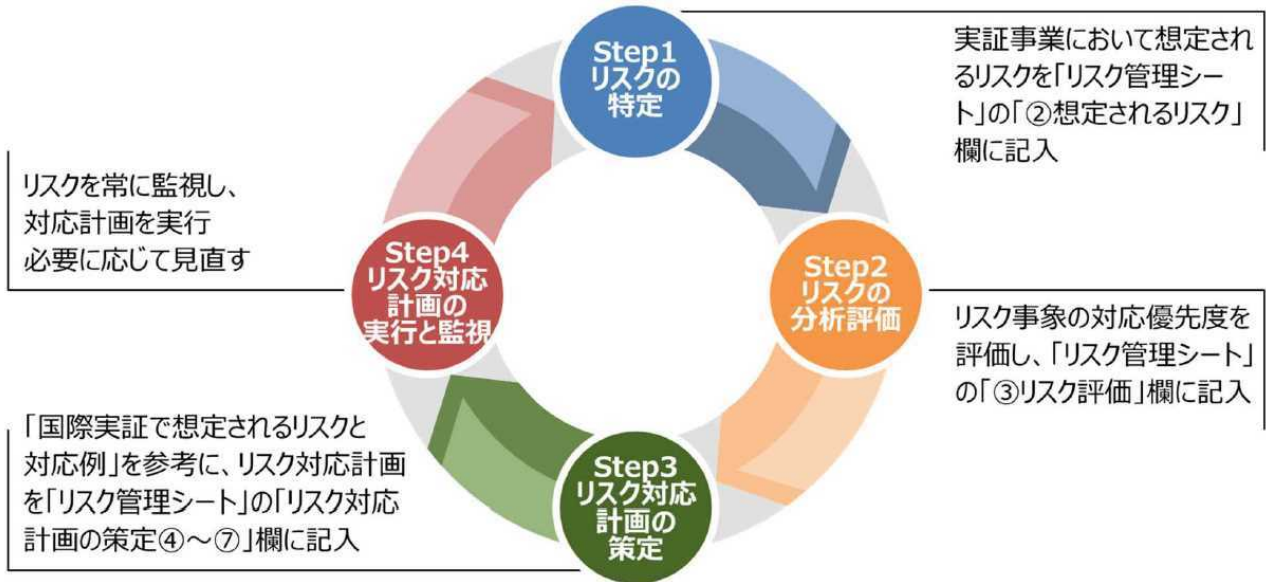 Step1
リスクの
特定
実証事業において想定され
るリスクを「リスク管理シー
ト」の「②想定されるリスク」
欄に記入
Step2
リスクの
分析評価
リスク事象の対応優先度を
評価し、「リスク管理シート」
の「③リスク評価」欄に記入
Step3
リスク対応
計画の
策定
「国際実証で想定されるリスクと
対応例」を参考に、リスク対応計画
を「リスク管理シート」の「リスク対応
計画の策定④～⑦」欄に記入
Step4
リスク対応
計画の
実行と監視
リスクを常に監視し、
対応計画を実行
必要に応じて見直す